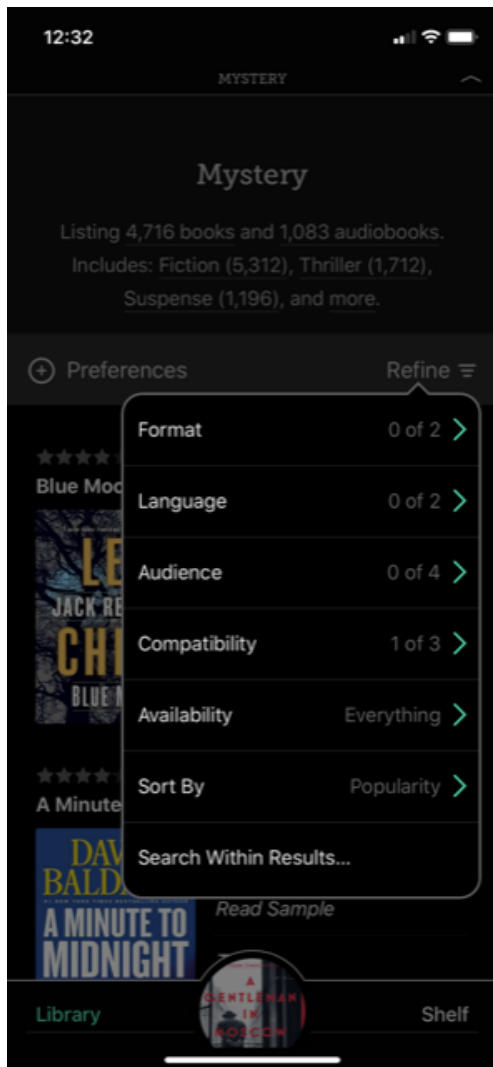 12:32
MYSTERY
Mystery
Listing 4,716 books and 1,083 audiobooks.
Includes: Fiction (5,312), Thriller (1,712),
Suspense (1,196), and more.
Preferences
Refine
Format 0 of 2
Language 0 of 2
Audience 0 of 4
Compatibility 1 of 3
Availability Everything
Sort By Popularity
Search Within Results...
Blue Moo
LE
JACK RE
CHI
BLUE M
A Minute
DAV
BALDA
A MINUTE TO
MIDNIGHT
Read Sample
A
GENTLEMAN
IN
MOSCOW
Library
Shelf